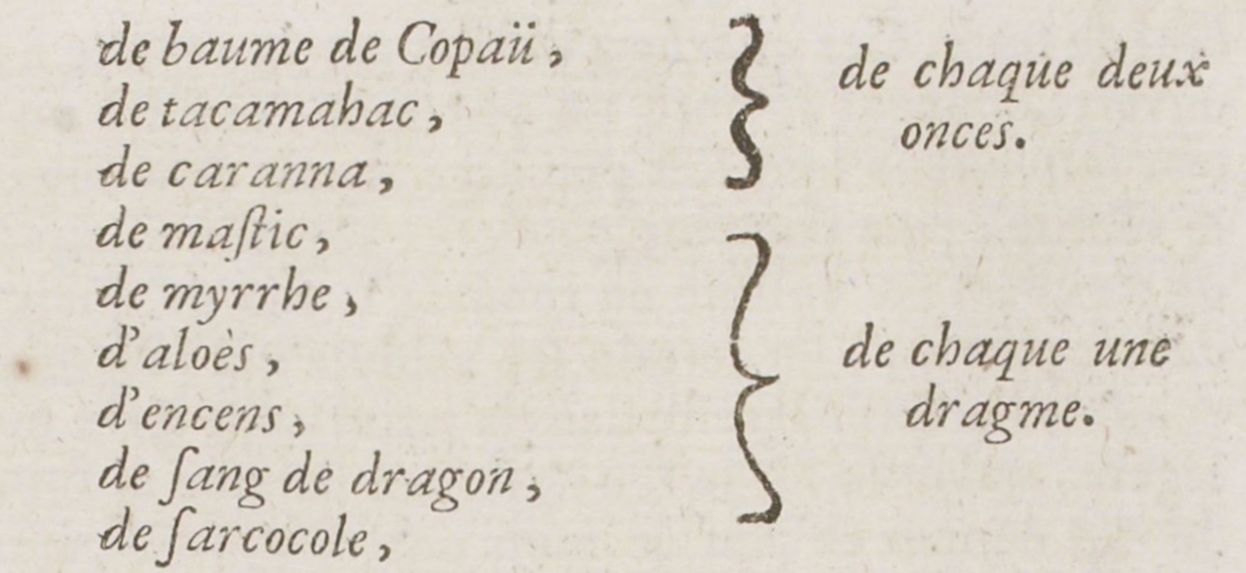 de baume de Copaü,
de tacamahac,
de caranna,
de chaque deux
onces.
de maſtic,
de myrrhe,
d'aloès,
d'encens,
de ſang de dragon,
de ſarcocole,
de chaque une
dragme.